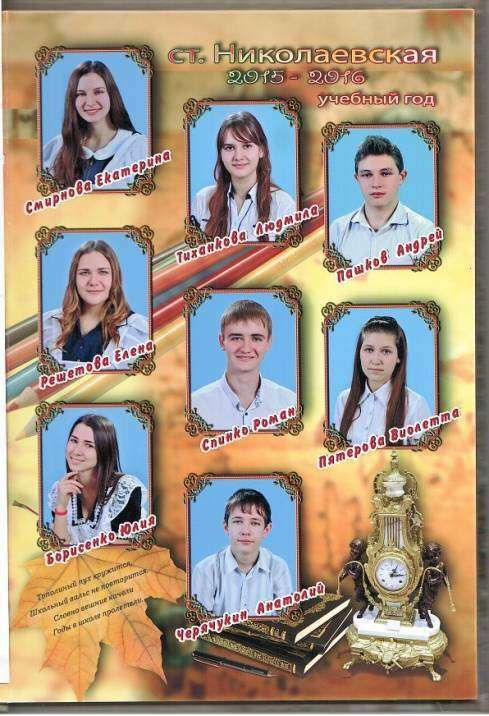 ст. Николаевская
2015 - 2016
учебный год
Смирнова Екатерина
Тиханкова Людмила
Пашков Андрей
Решетова Елена
Спинко Роман
Пятерова Виолетта
Борисенко Юлия
Черячукин Анатолий
Тополиный пух кружится,
Школьный вальс не повторится.
Словно вешние качели
Годы в школе пролетели...